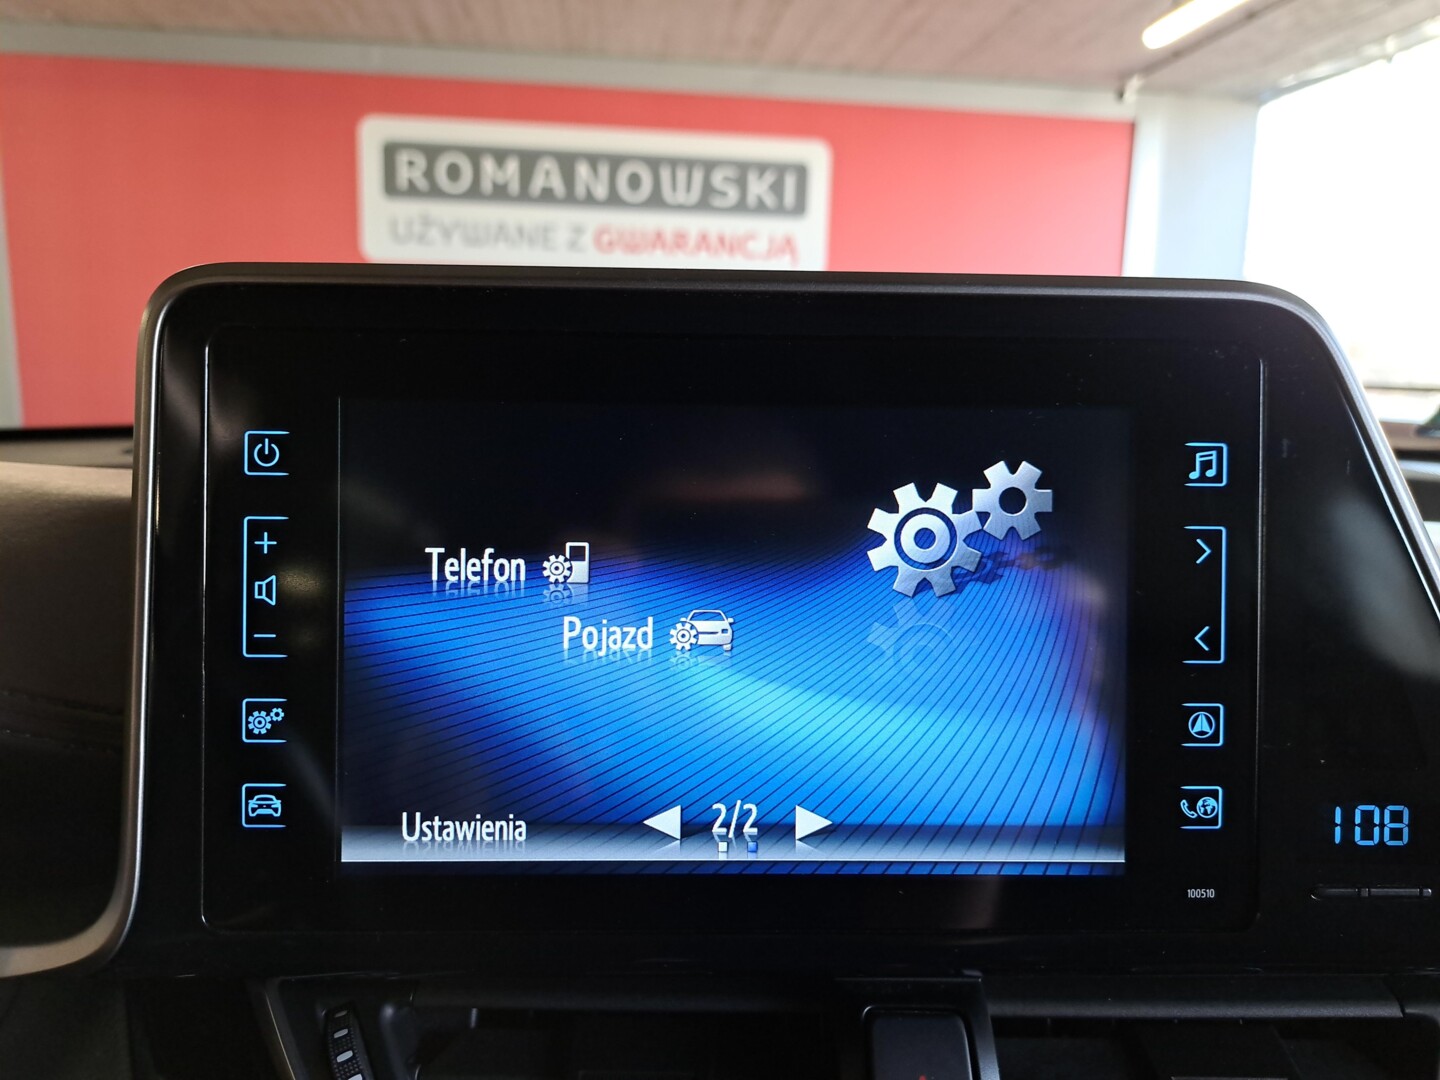 ROMANOWSKI
UŻYWANE Z GWARANCJĄ
Telefon
Pojazd
Ustawienia
2/2
108
100510